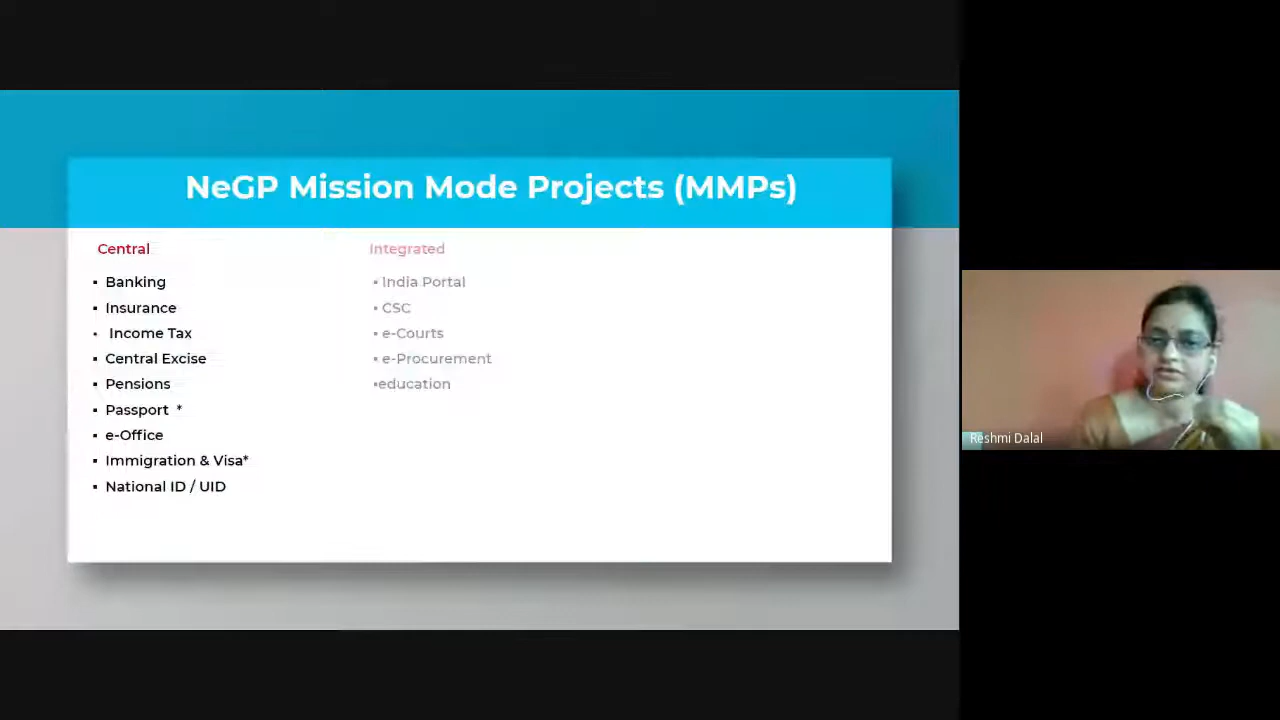 NeGP Mission Mode Projects (MMPs)
Central
▪ Banking
▪ Insurance
▪ Income Tax
▪ Central Excise
▪ Pensions
▪ Passport *
▪ e-Office
▪ Immigration & Visa*
▪ National ID / UID
Integrated
▪ India Portal
▪ CSC
▪ e-Courts
▪ e-Procurement
▪education
Reshmi Dalal